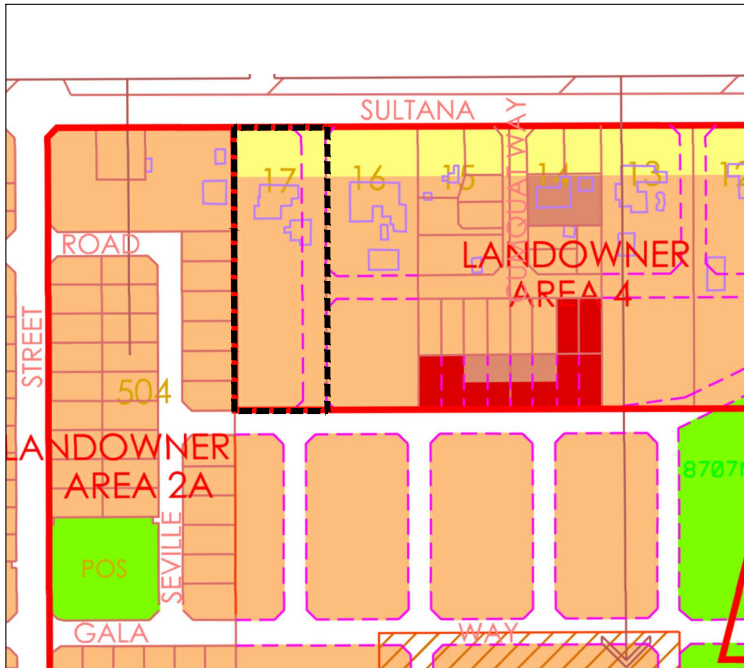 SULTANA
17
16
15
14
13
12
ROAD
LANDOWNER
AREA 4
STREET
504
LANDOWNER
AREA 2A
8707
SEVILLE
POS
GALA
WAY